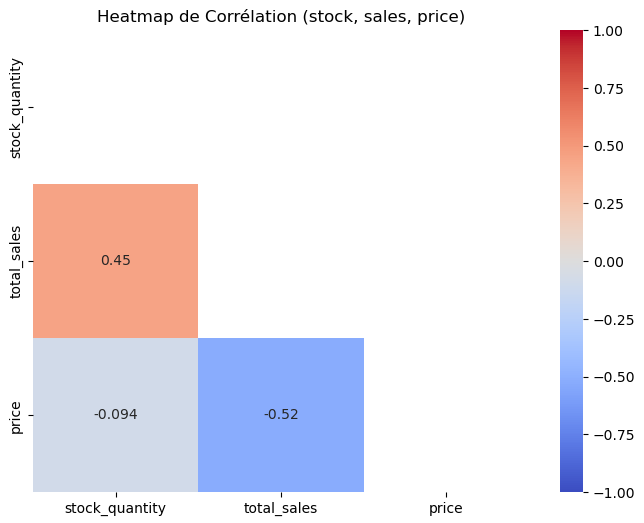 Heatmap de Corrélation (stock, sales, price)
stock_quantity
total_sales
price
0.45
-0.094
-0.52
stock_quantity
total_sales
price
1.00
0.75
0.50
0.25
0.00
−0.25
−0.50
−0.75
−1.00